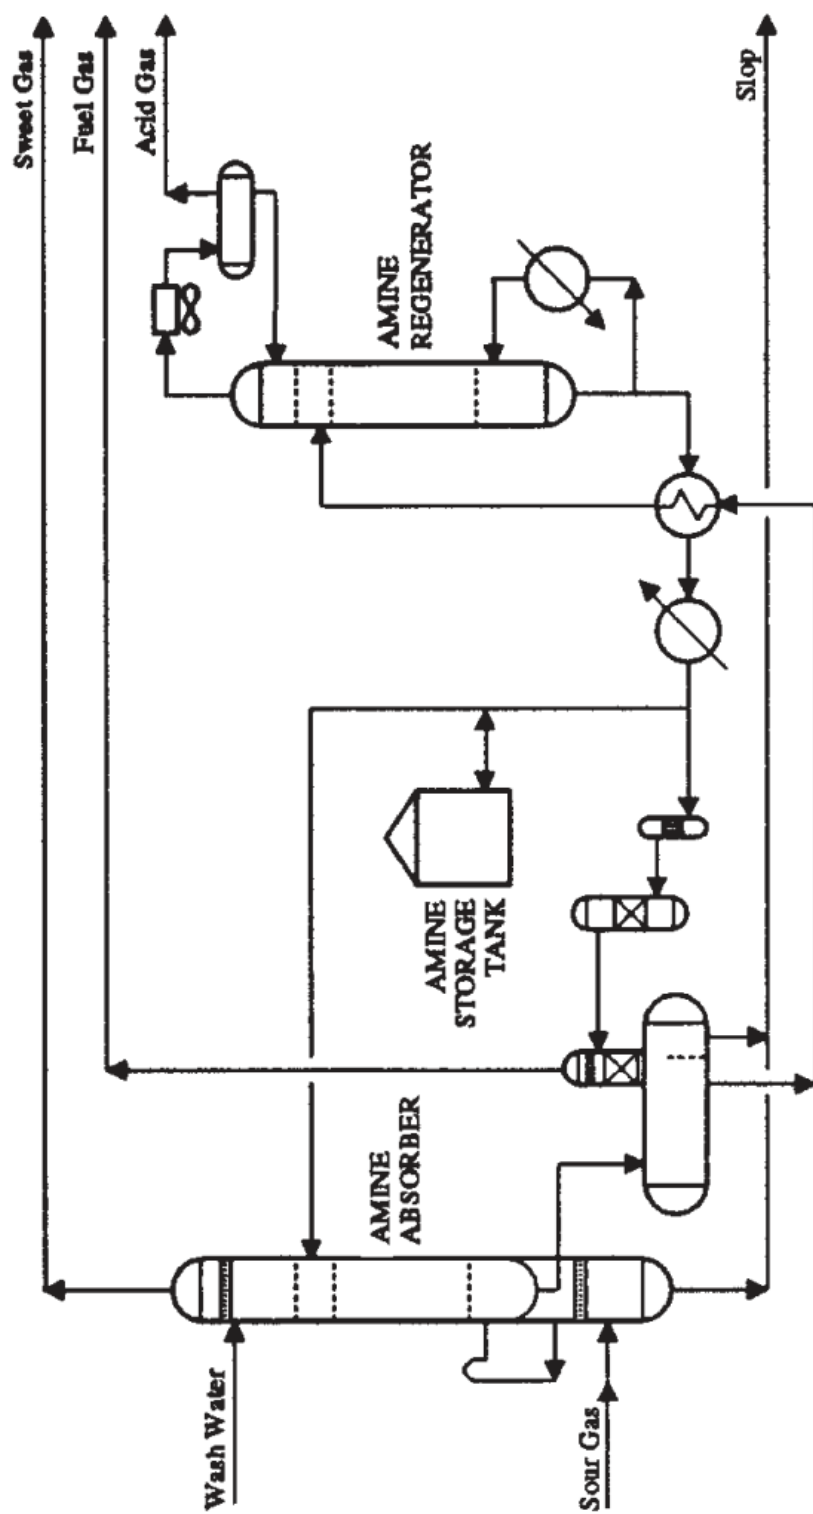 Sweet Gas
Fuel Gas
Acid Gas
AMINE
REGENERATOR
Slop
AMINE
STORAGE
TANK
AMINE
ABSORBER
Wash Water
Sour Gas